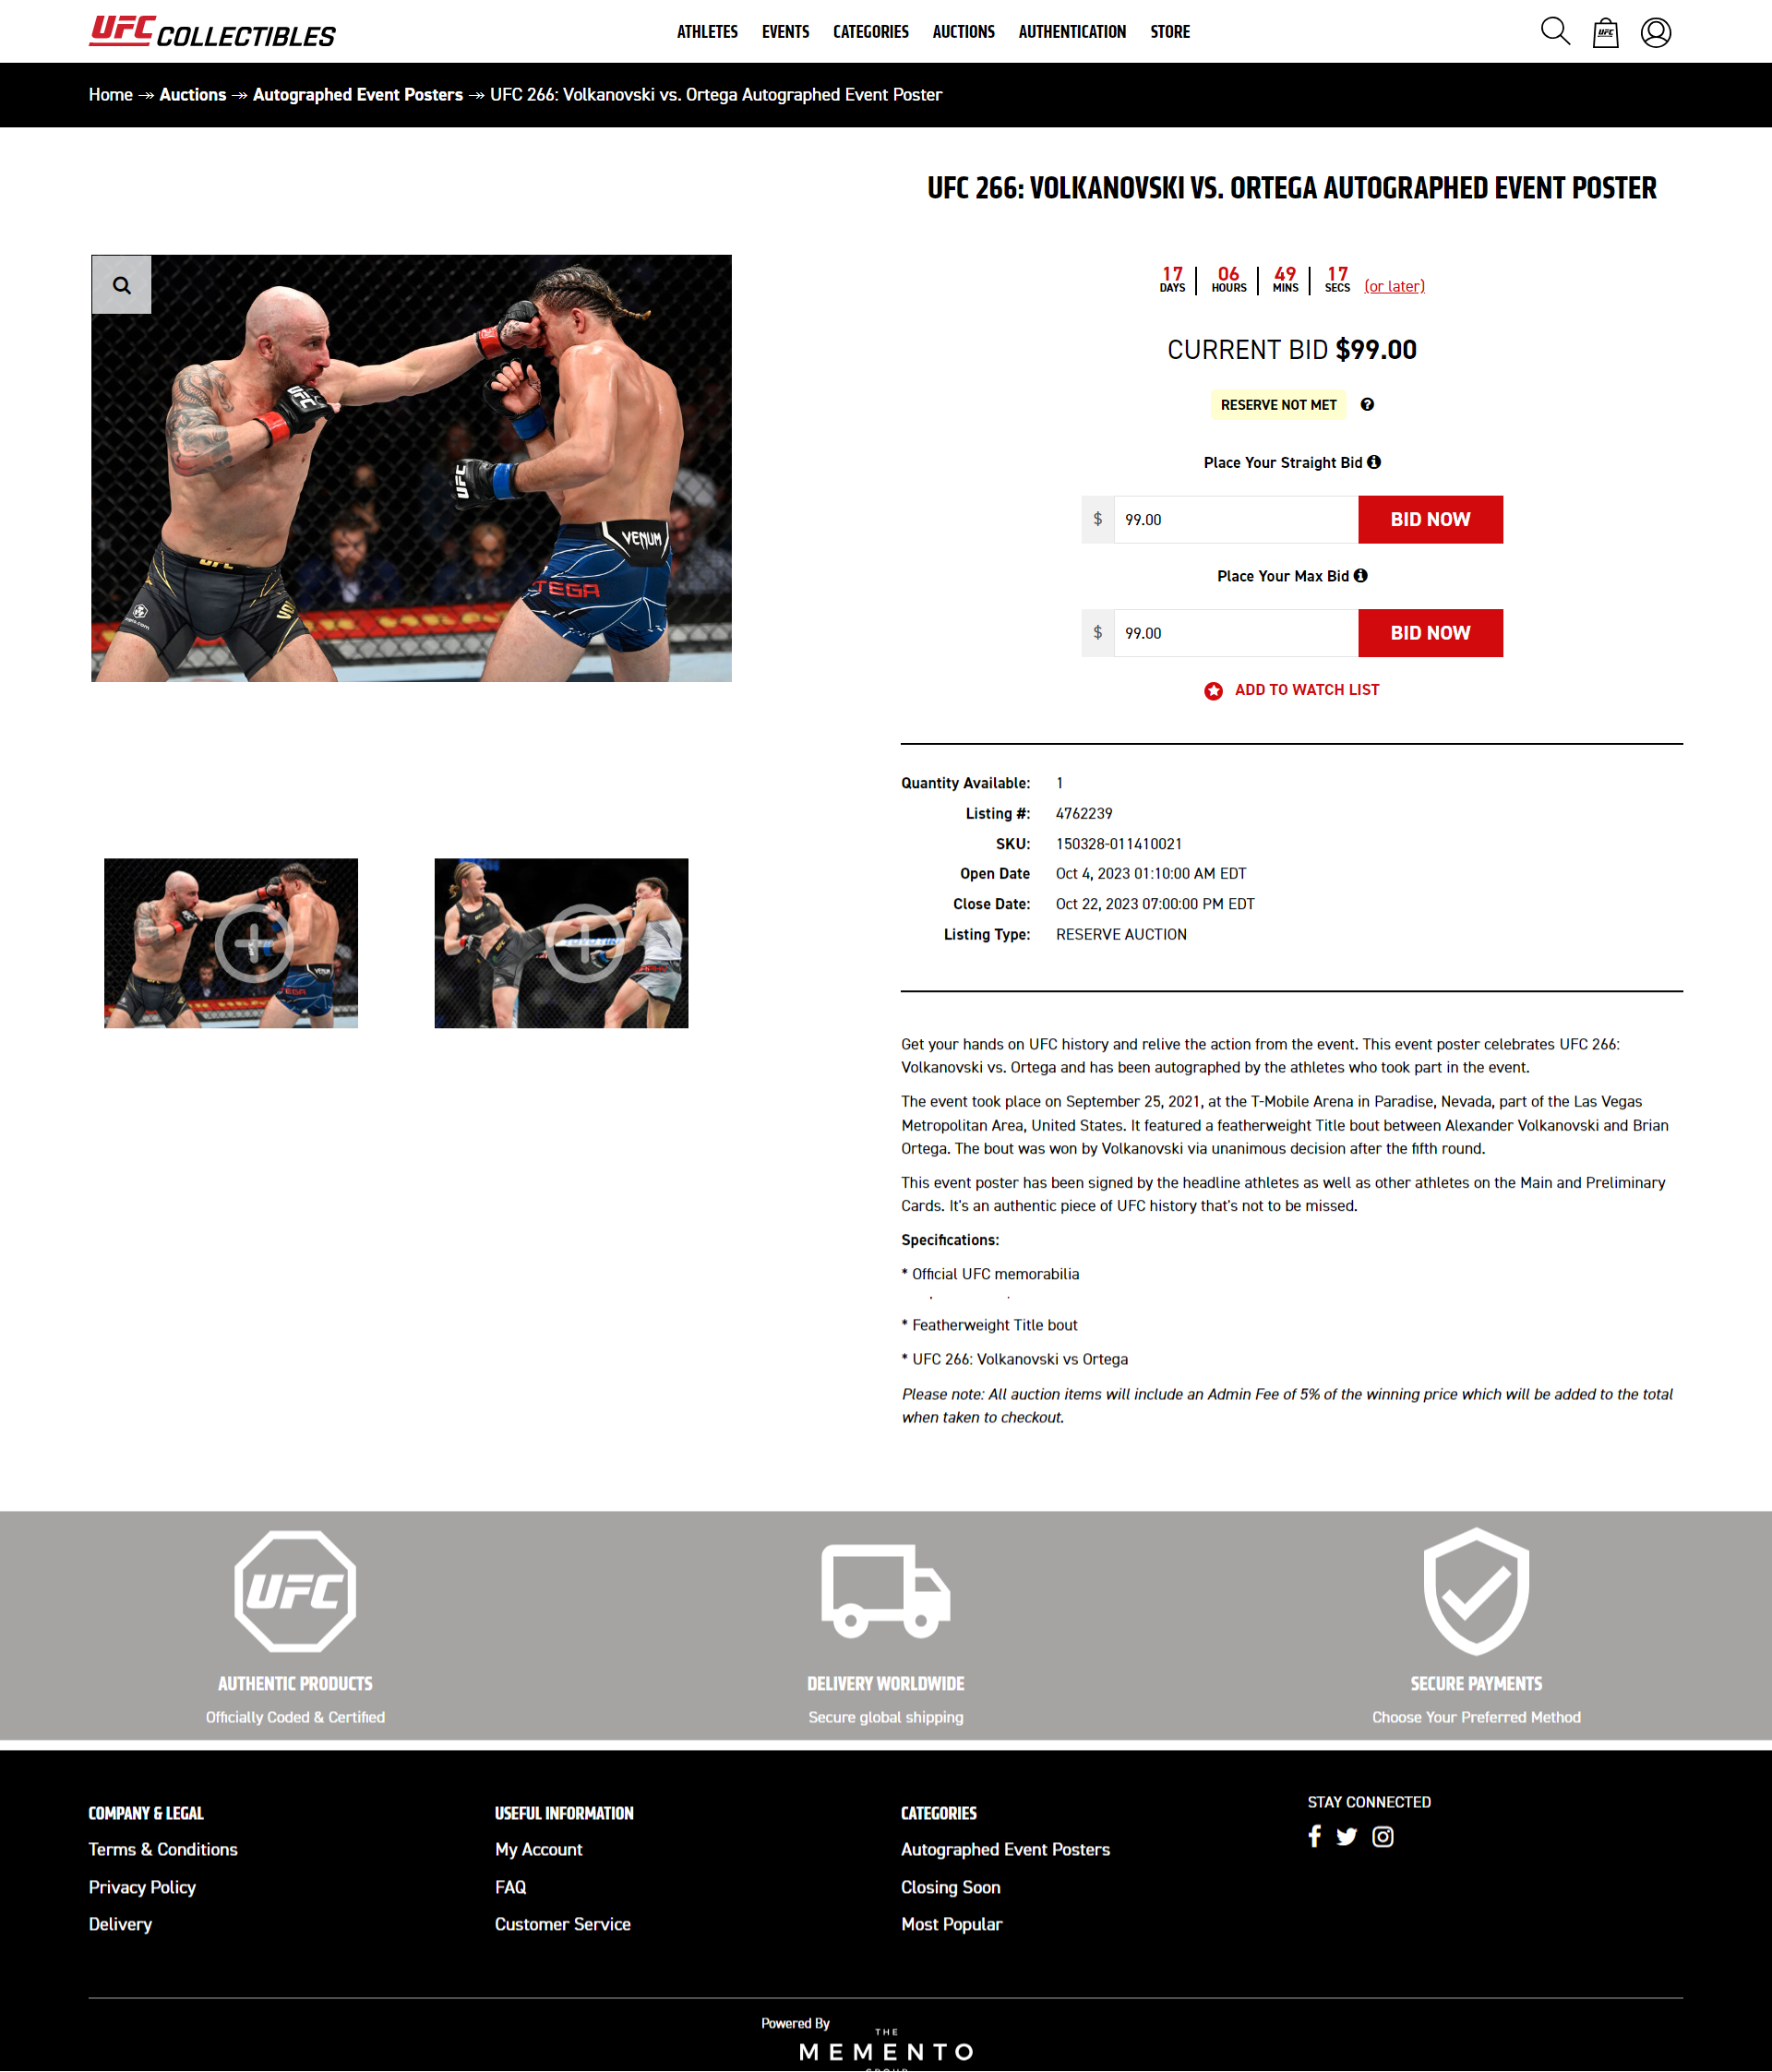 UFC COLLECTIBLES
ATHLETES EVENTS CATEGORIES AUCTIONS AUTHENTICATION STORE
UFC
Home Auctions Autographed Event Posters UFC 266: Volkanovski vs. Ortega Autographed Event Poster
UFC 266: VOLKANOVSKI VS. ORTEGA AUTOGRAPHED EVENT POSTER
17 06 49 17
DAYS HOURS MINS SECS (or later)
CURRENT BID $99.00
RESERVE NOT MET
Place Your Straight Bid
$ 99.00 BID NOW
Place Your Max Bid
$ 99.00 BID NOW
ADD TO WATCH LIST
UFC
UFC
VENUM
TEGA
UFC
Quantity Available: 1
Listing #: 4762239
SKU: 150328-011410021
Open Date Oct 4, 2023 01:10:00 AM EDT
Close Date: Oct 22, 2023 07:00:00 PM EDT
Listing Type: RESERVE AUCTION
Get your hands on UFC history and relive the action from the event. This event poster celebrates UFC 266:
Volkanovski vs. Ortega and has been autographed by the athletes who took part in the event.
The event took place on September 25, 2021, at the T-Mobile Arena in Paradise, Nevada, part of the Las Vegas
Metropolitan Area, United States. It featured a featherweight Title bout between Alexander Volkanovski and Brian
Ortega. The bout was won by Volkanovski via unanimous decision after the fifth round.
This event poster has been signed by the headline athletes as well as other athletes on the Main and Preliminary
Cards. It's an authentic piece of UFC history that's not to be missed.
Specifications:
* Official UFC memorabilia
* Featherweight Title bout
* UFC 266: Volkanovski vs Ortega
Please note: All auction items will include an Admin Fee of 5% of the winning price which will be added to the total
when taken to checkout.
UFC
AUTHENTIC PRODUCTS
Officially Coded & Certified
DELIVERY WORLDWIDE
Secure global shipping
SECURE PAYMENTS
Choose Your Preferred Method
COMPANY & LEGAL
Terms & Conditions
Privacy Policy
Delivery
USEFUL INFORMATION
My Account
FAQ
Customer Service
CATEGORIES
Autographed Event Posters
Closing Soon
Most Popular
STAY CONNECTED
Powered By
THE
MEMENTO